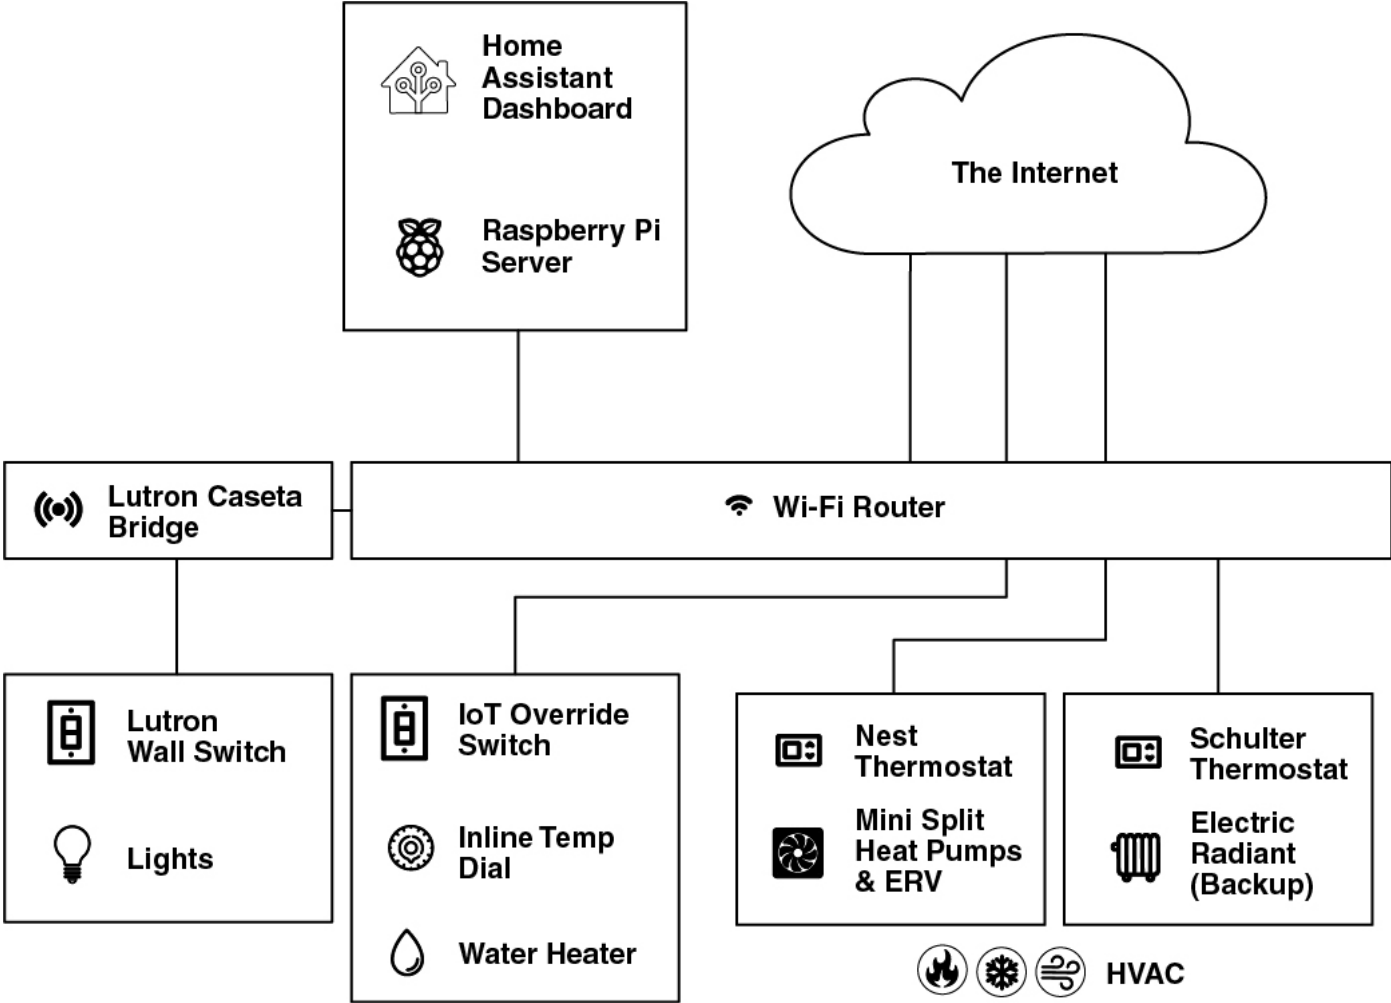 Home
Assistant
Dashboard
Raspberry Pi
Server
The Internet
Lutron Caseta
Bridge
Wi-Fi Router
Lutron
Wall Switch
Lights
IoT Override
Switch
Inline Temp
Dial
Water Heater
Nest
Thermostat
Mini Split
Heat Pumps
& ERV
Schulter
Thermostat
Electric
Radiant
(Backup)
HVAC